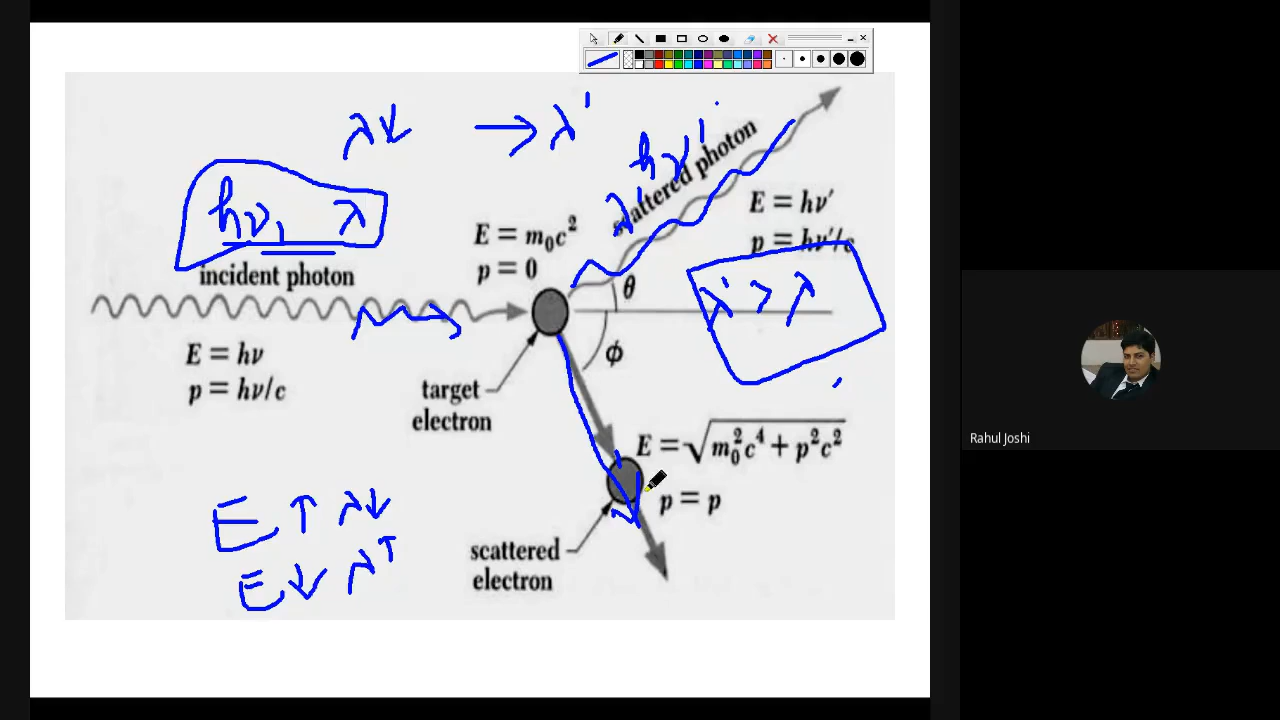 λ↓ → λ'
hν'
λ'
scattered photon
hν, λ
E = hν'
p = hν'/c
E = m₀c²
p = 0
incident photon
θ
λ' > λ
E = hν
p = hν/c
ϕ
target
electron
E = √m₀²c⁴ + p²c²
p = p
E ↑ λ↓
E ↓ λ↑
scattered
electron
Rahul Joshi